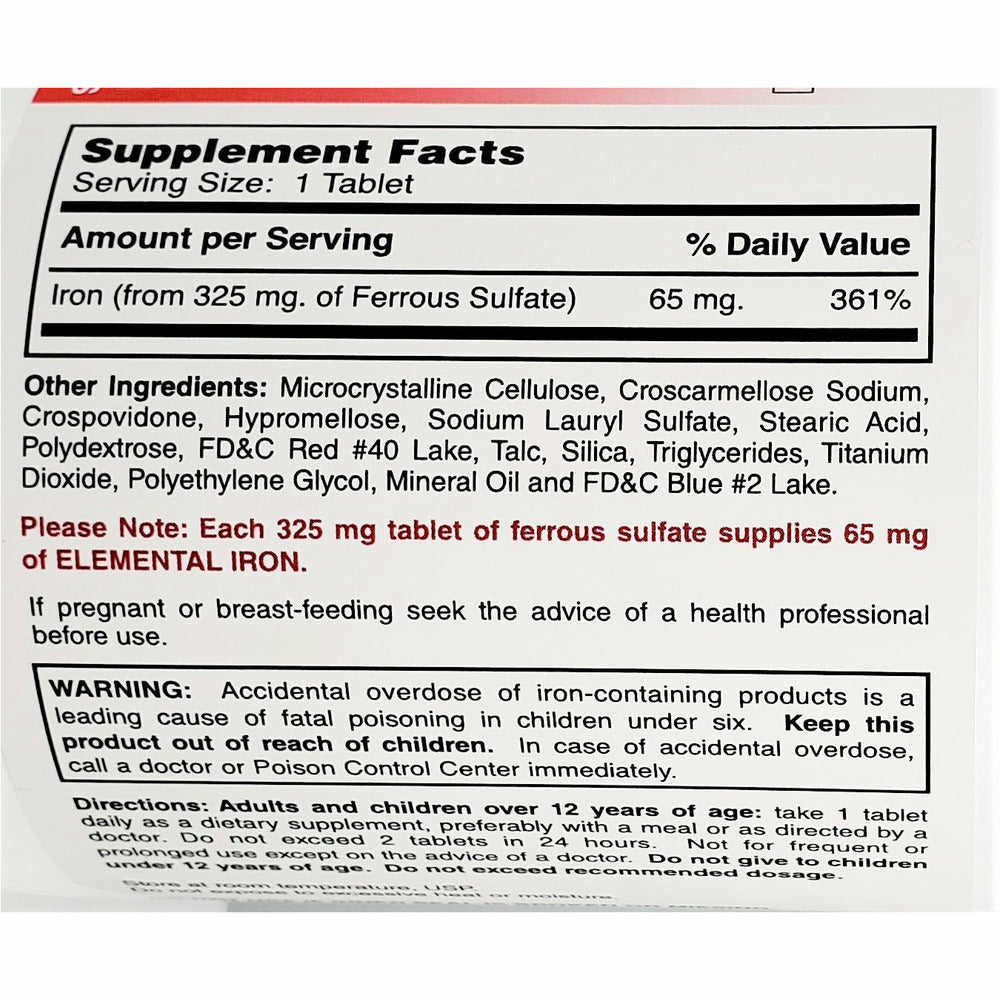 Supplement Facts
Serving Size: 1 Tablet
Amount per Serving % Daily Value
Iron (from 325 mg. of Ferrous Sulfate) 65 mg. 361%
Other Ingredients: Microcrystalline Cellulose, Croscarmellose Sodium,
Crospovidone, Hypromellose, Sodium Lauryl Sulfate, Stearic Acid,
Polydextrose, FD&C Red #40 Lake, Talc, Silica, Triglycerides, Titanium
Dioxide, Polyethylene Glycol, Mineral Oil and FD&C Blue #2 Lake.
Please Note: Each 325 mg tablet of ferrous sulfate supplies 65 mg
of ELEMENTAL IRON.
If pregnant or breast-feeding seek the advice of a health professional
before use.
WARNING: Accidental overdose of iron-containing products is a
leading cause of fatal poisoning in children under six. Keep this
product out of reach of children. In case of accidental overdose,
call a doctor or Poison Control Center immediately.
Directions: Adults and children over 12 years of age: take 1 tablet
daily as a dietary supplement, preferably with a meal or as directed by a
doctor. Do not exceed 2 tablets in 24 hours. Not for frequent or
prolonged use except on the advice of a doctor. Do not give to children
under 12 years of age. Do not exceed recommended dosage.
Store at room temperature, USP.
Do not expose to excessive heat or moisture.